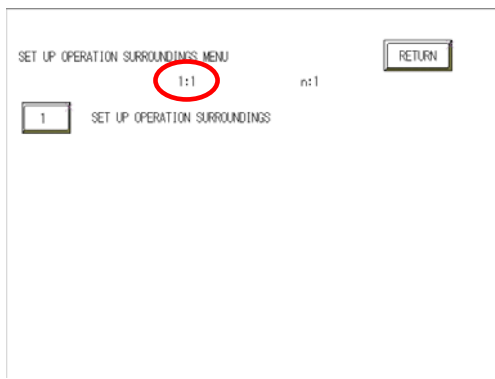 SET UP OPERATION SURROUNDINGS MENU
RETURN
1:1 n:1
1 SET UP OPERATION SURROUNDINGS